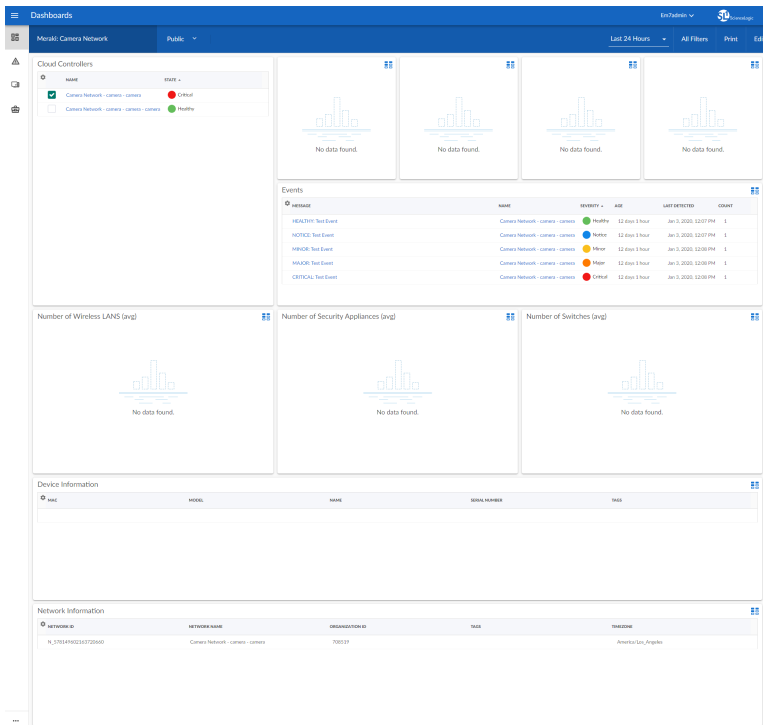 Dashboards
Em7admin
SL ScienceLogic
Meraki: Camera Network
Public
Last 24 Hours
All Filters
Print
Edi
Cloud Controllers
NAME
STATE
Camera Network - camera - camera
Critical
Camera Network - camera - camera - camera
Healthy
No data found.
No data found.
No data found.
No data found.
Events
MESSAGE NAME SEVERITY AGE LAST DETECTED COUNT
HEALTHY: Test Event Camera Network - camera - camera Healthy 12 days 1 hour Jan 3, 2020, 12:07 PM 1
NOTICE: Test Event Camera Network - camera - camera Notice 12 days 1 hour Jan 3, 2020, 12:07 PM 1
MINOR: Test Event Camera Network - camera - camera Minor 12 days 1 hour Jan 3, 2020, 12:08 PM 1
MAJOR: Test Event Camera Network - camera - camera Major 12 days 1 hour Jan 3, 2020, 12:08 PM 1
CRITICAL: Test Event Camera Network - camera - camera Critical 12 days 1 hour Jan 3, 2020, 12:08 PM 1
Number of Wireless LANS (avg)
No data found.
Number of Security Appliances (avg)
No data found.
Number of Switches (avg)
No data found.
Device Information
MAC MODEL NAME SERIAL NUMBER TAGS
Network Information
NETWORK ID NETWORK NAME ORGANIZATION ID TAGS TIMEZONE
N_578149602163720660 Camera Network - camera - camera 708519 America/Los_Angeles